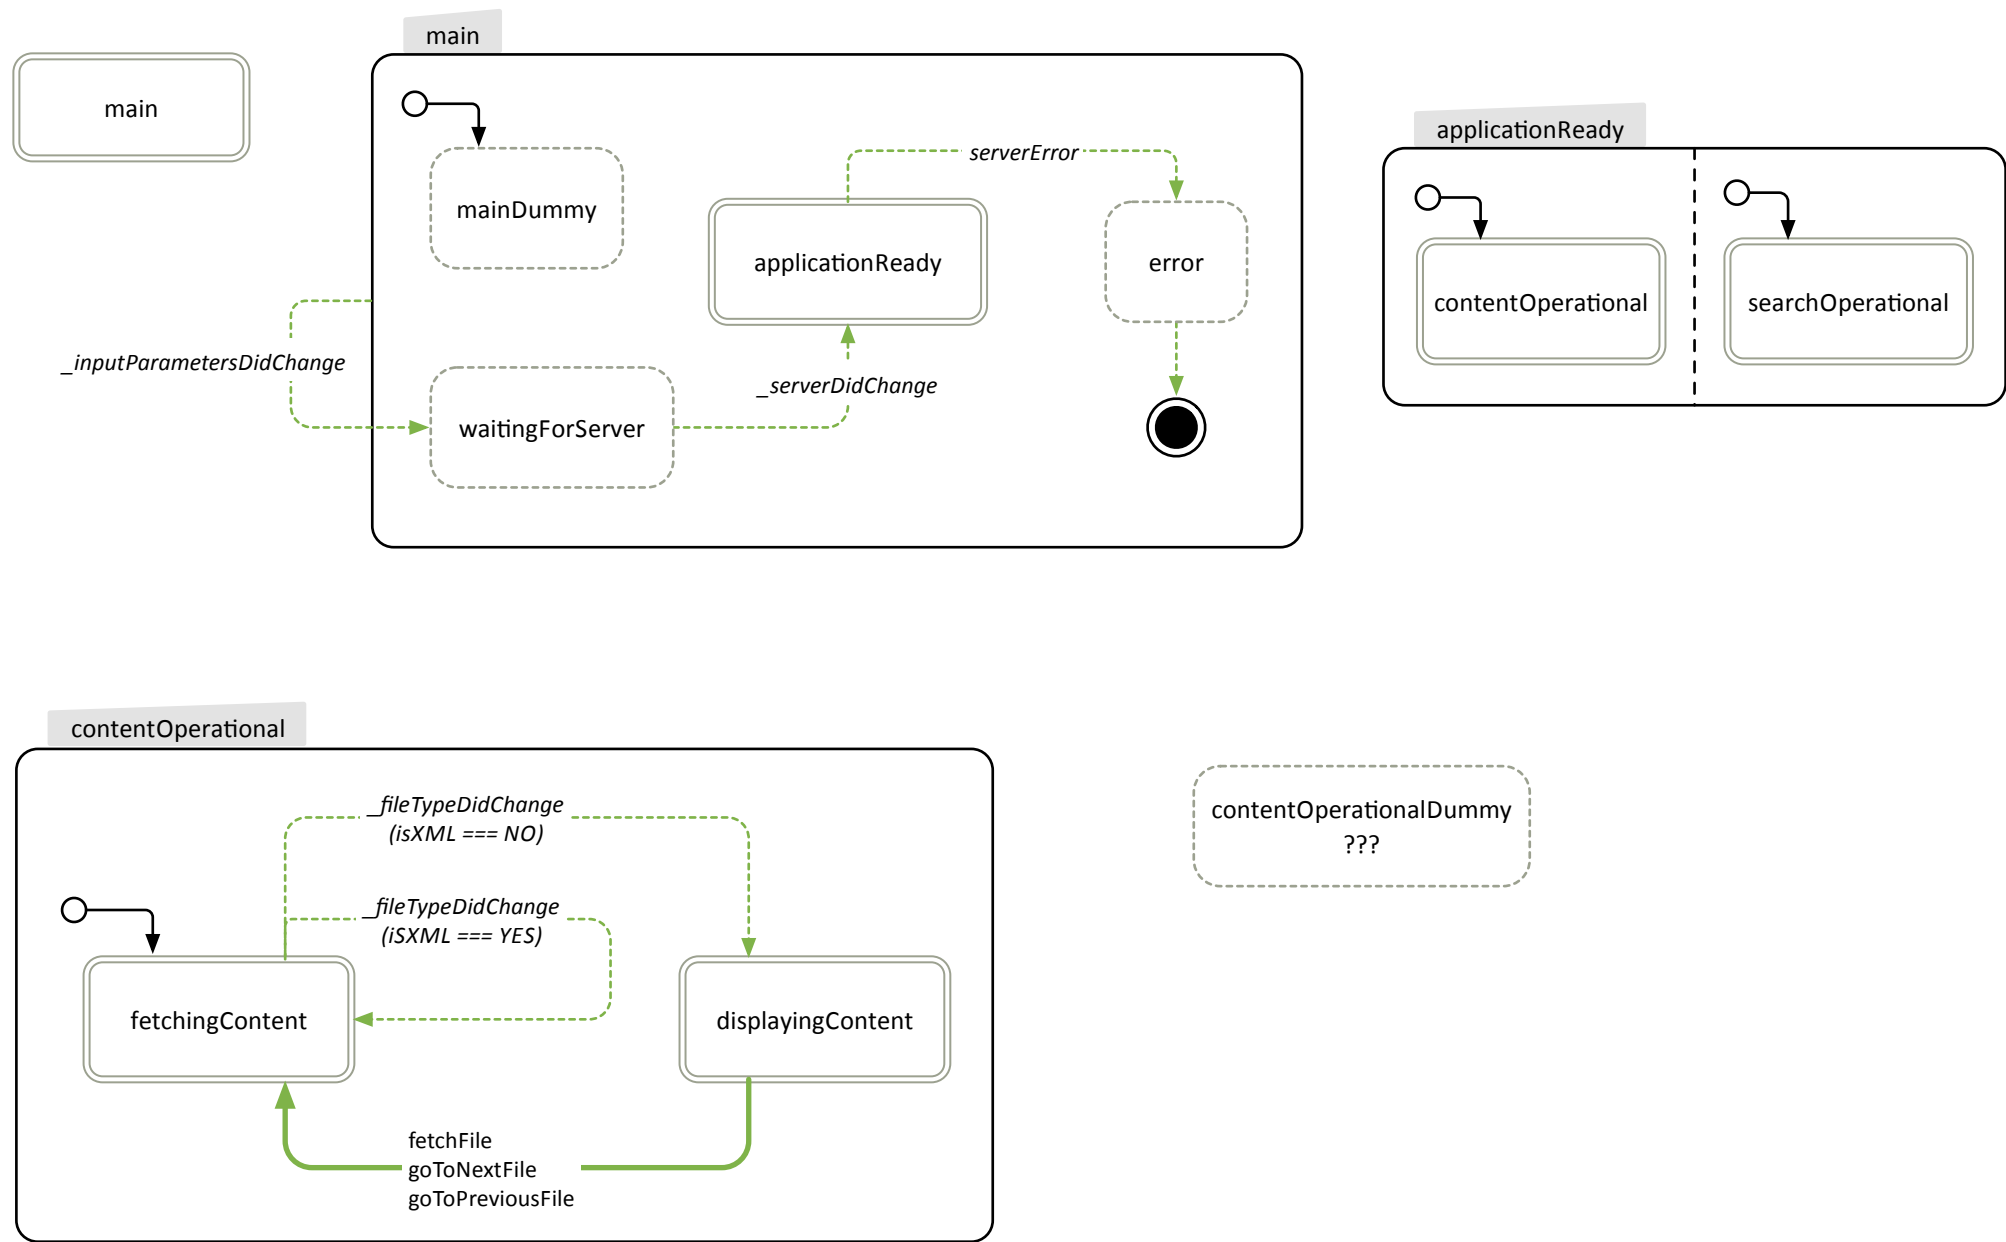 main
main
mainDummy
serverError
applicationReady
error
_inputParametersDidChange
_serverDidChange
waitingForServer
applicationReady
contentOperational
searchOperational
contentOperational
_fileTypeDidChange
(isXML === NO)
_fileTypeDidChange
(iSXML === YES)
fetchingContent
displayingContent
fetchFile
goToNextFile
goToPreviousFile
contentOperationalDummy
???